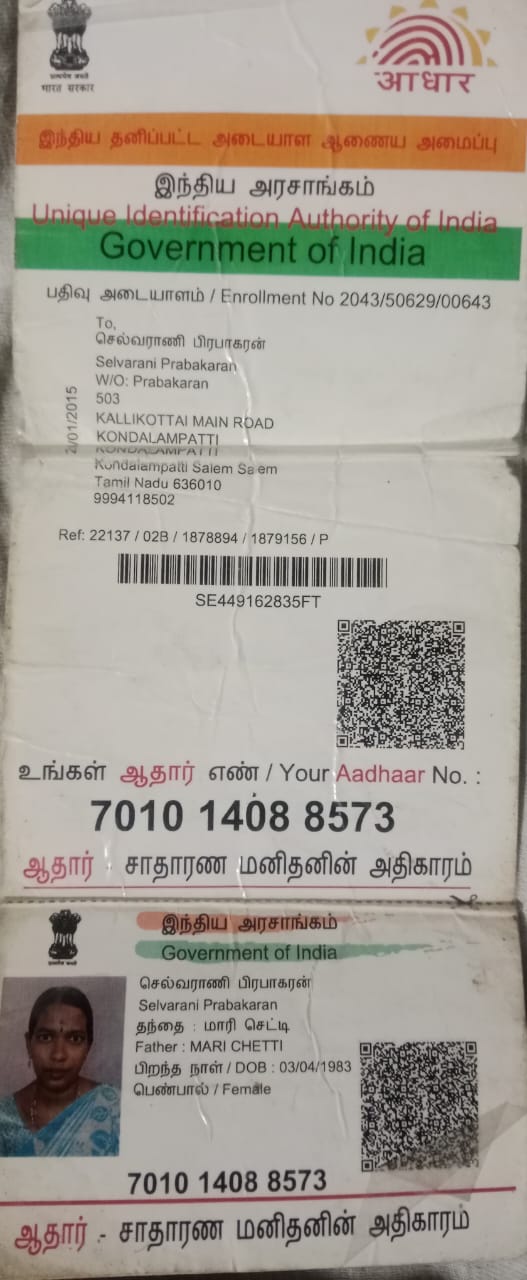 सत्यमेव जयते
भारत सरकार
आधार
இந்திய தனிப்பட்ட அடையாள ஆணைய அமைப்பு
இந்திய அரசாங்கம்
Unique Identification Authority of India
Government of India
பதிவு அடையாளம் / Enrollment No 2043/50629/00643
To,
செல்வராணி பிரபாகரன்
Selvarani Prabakaran
W/O: Prabakaran
503
KALLIKOTTAI MAIN ROAD
KONDALAMPATTI
KONDALAMPATTI
Kondalampatti Salem Salem
Tamil Nadu 636010
9994118502
/01/2015
Ref: 22137 / 02B / 1878894 / 1879156 / P
SE449162835FT
உங்கள் ஆதார் எண் / Your Aadhaar No. :
7010 1408 8573
ஆதார் - சாதாரண மனிதனின் அதிகாரம்
இந்திய அரசாங்கம்
Government of India
செல்வராணி பிரபாகரன்
Selvarani Prabakaran
தந்தை : மாரி செட்டி
Father : MARI CHETTI
பிறந்த நாள் / DOB : 03/04/1983
பெண்பால் / Female
7010 1408 8573
ஆதார் - சாதாரண மனிதனின் அதிகாரம்